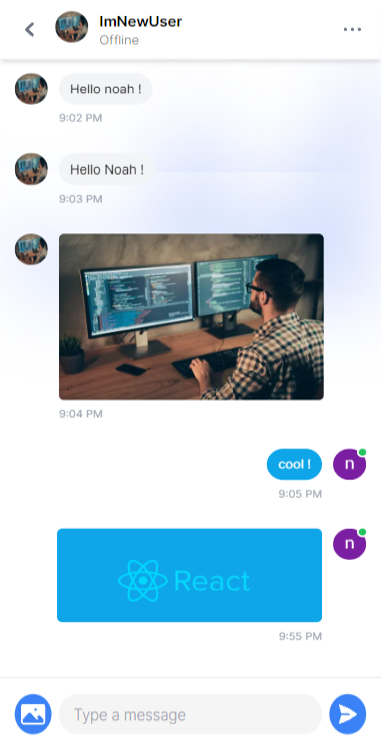 ImNewUser
Offline
Hello noah !
9:02 PM
Hello Noah !
9:03 PM
9:04 PM
cool !
n
9:05 PM
n
React
9:55 PM
Type a message